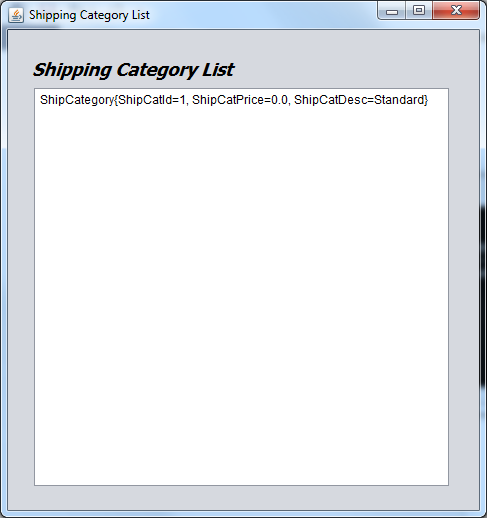 Shipping Category List
Shipping Category List
ShipCategory{ShipCatId=1, ShipCatPrice=0.0, ShipCatDesc=Standard}